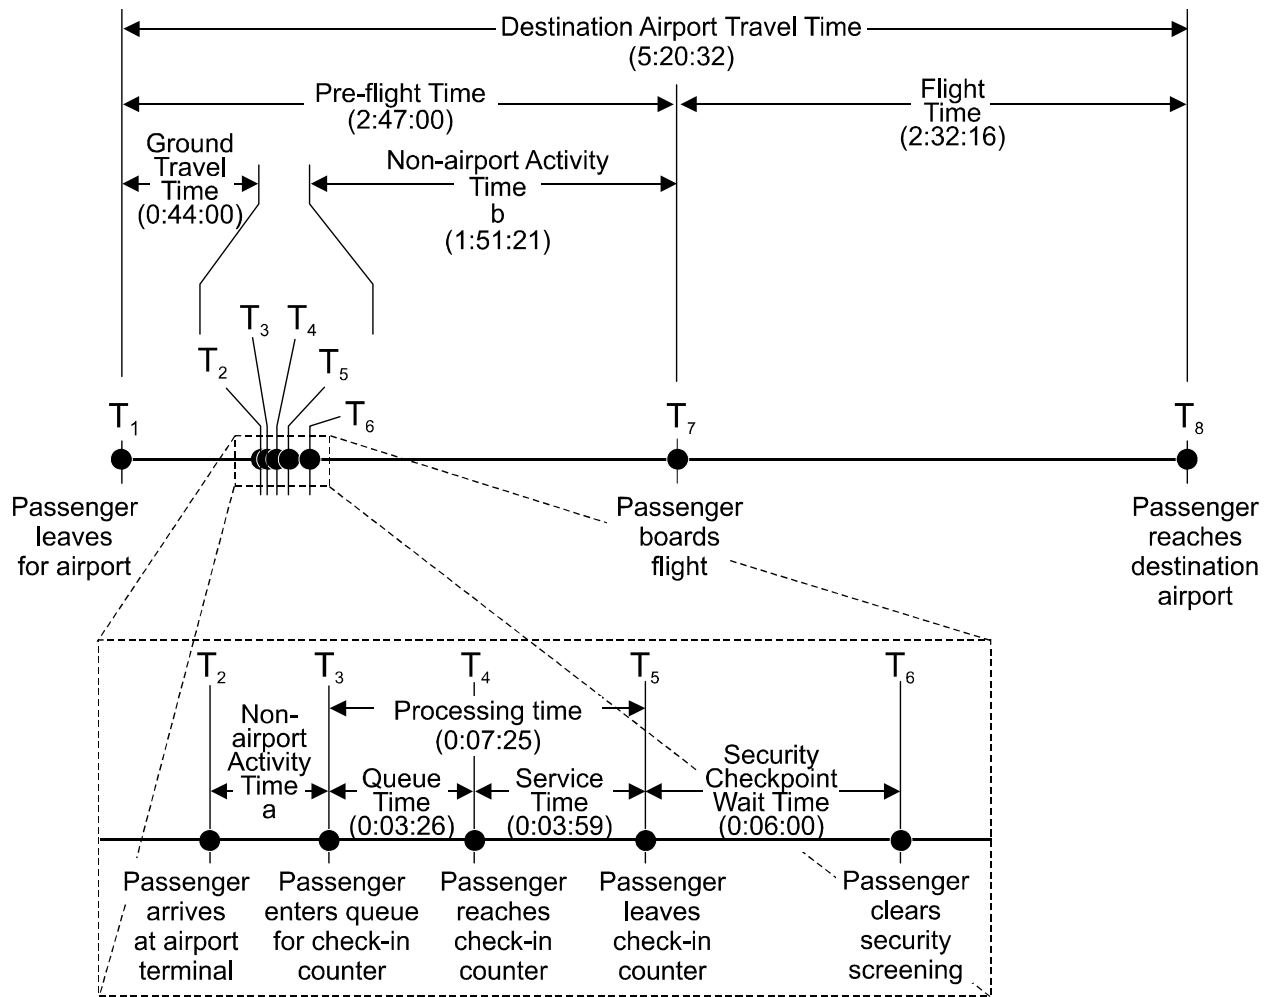 Destination Airport Travel Time
(5:20:32)
Pre-flight Time
(2:47:00)
Flight
Time
(2:32:16)
Ground
Travel
Time
(0:44:00)
Non-airport Activity
Time
b
(1:51:21)
T3
T4
T2
T5
T1
T6
T7
T8
Passenger
leaves
for airport
Passenger
boards
flight
Passenger
reaches
destination
airport
T2
T3
T4
T5
T6
Non-
airport
Activity
Time
a
Processing time
(0:07:25)
Queue
Time
(0:03:26)
Service
Time
(0:03:59)
Security
Checkpoint
Wait Time
(0:06:00)
Passenger
arrives
at airport
terminal
Passenger
enters queue
for check-in
counter
Passenger
reaches
check-in
counter
Passenger
leaves
check-in
counter
Passenger
clears
security
screening